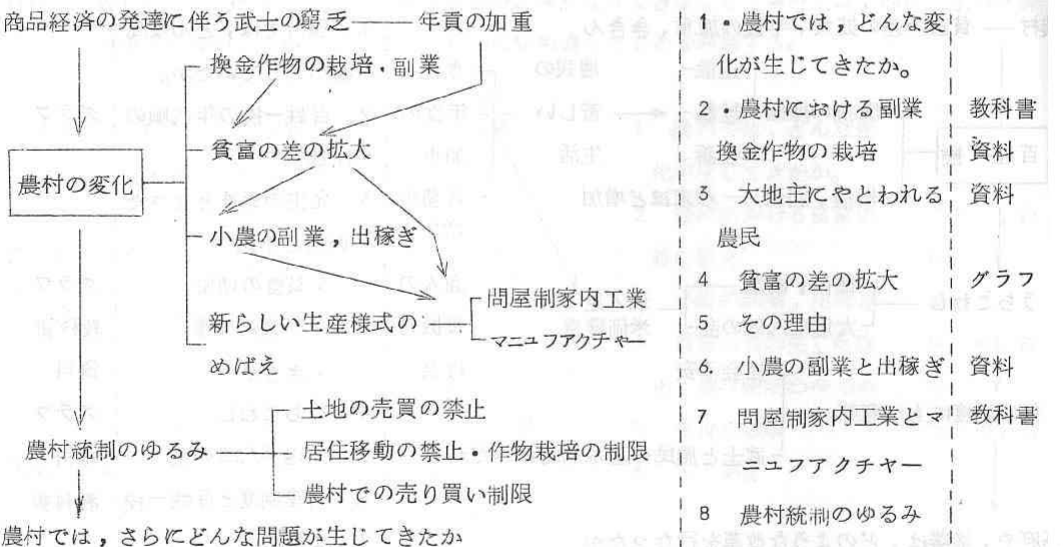 商品経済の発達に伴う武士の窮乏――年貢の加重
換金作物の栽培・副業
貧富の差の拡大
農村の変化
小農の副業，出稼ぎ
問屋制家内工業
新らしい生産様式の
マニュフアクチャー
めばえ
土地の売買の禁止
農村統制のゆるみ
居住移動の禁止・作物栽培の制限
農村での売り買い制限
農村では，さらにどんな問題が生じてきたか
1・農村では，どんな変
化が生じてきたか。
2・農村における副業 教科書
換金作物の栽培 資料
3 大地主にやとわれる 資料
農民
4 貧富の差の拡大 グラフ
5 その理由
6. 小農の副業と出稼ぎ 資料
7 問屋制家内工業とマ 教科書
ニュフアクチャー
8 農村統制のゆるみ